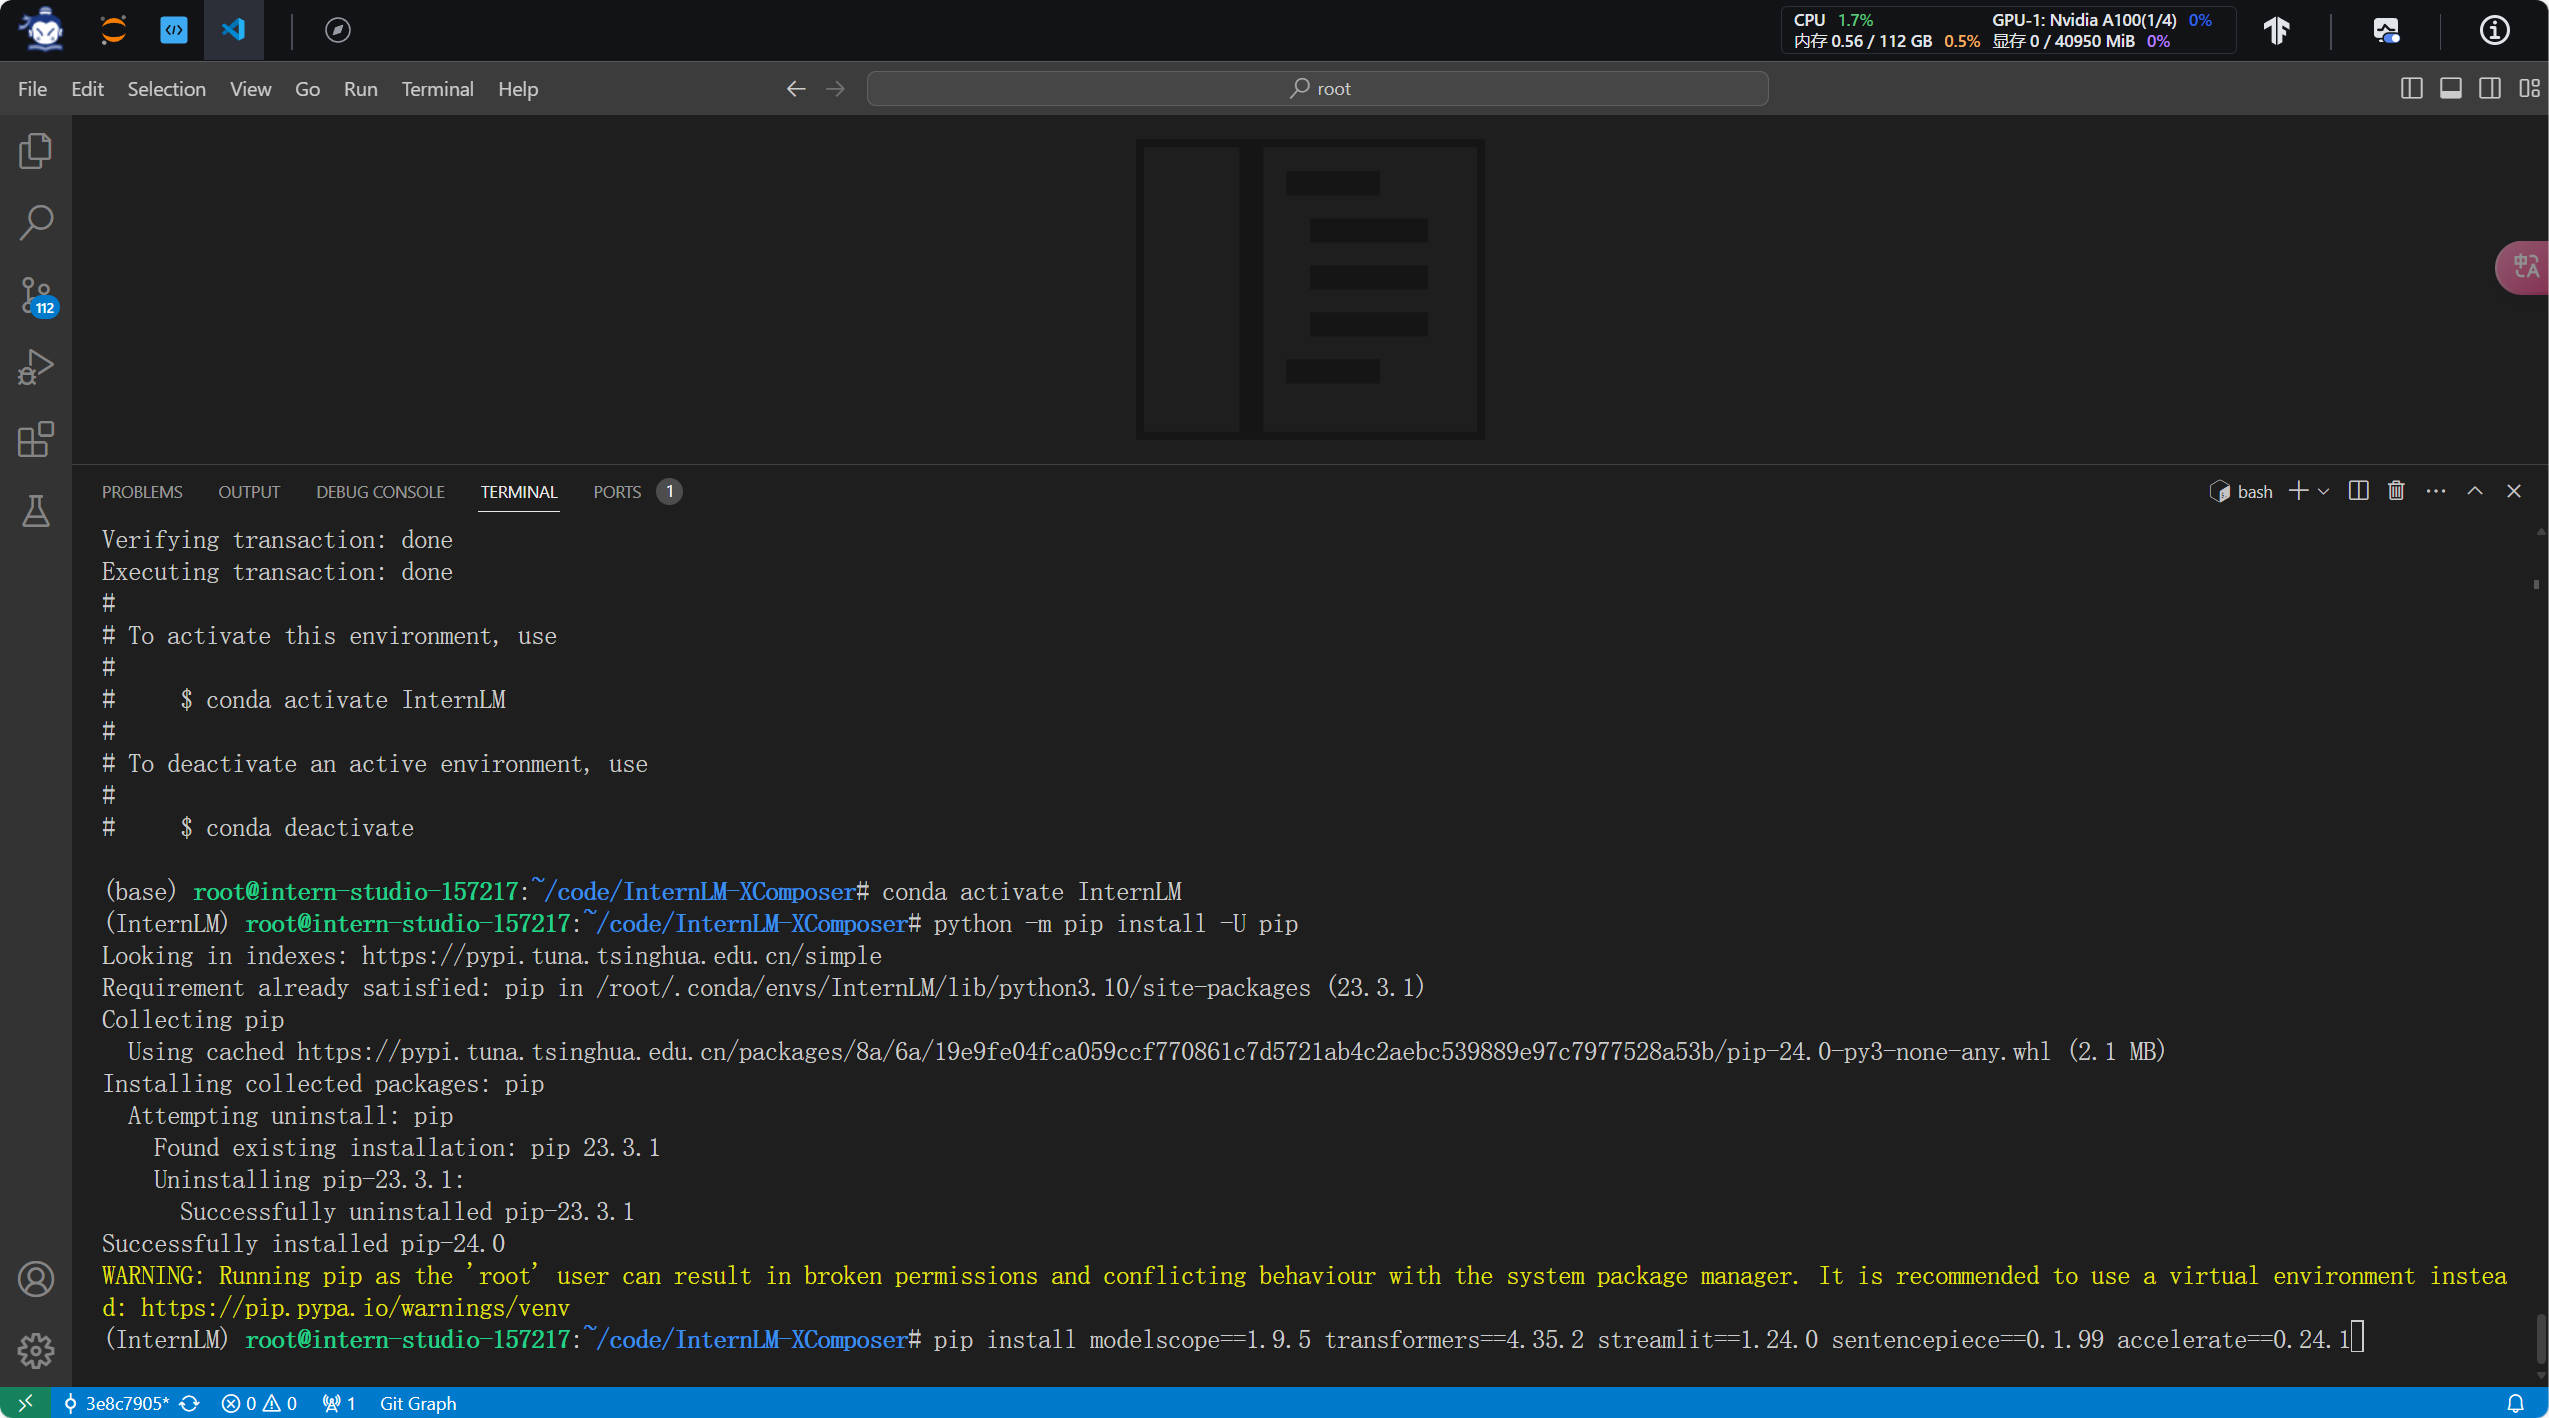 CPU 1.7% GPU-1: Nvidia A100(1/4) 0%
内存 0.56 / 112 GB 0.5% 显存 0 / 40950 MiB 0%
File Edit Selection View Go Run Terminal Help root
中A
112
PROBLEMS OUTPUT DEBUG CONSOLE TERMINAL PORTS 1 bash
Verifying transaction: done
Executing transaction: done
#
# To activate this environment, use
#
#     $ conda activate InternLM
#
# To deactivate an active environment, use
#
#     $ conda deactivate
(base) root@intern-studio-157217:~/code/InternLM-XComposer# conda activate InternLM
(InternLM) root@intern-studio-157217:~/code/InternLM-XComposer# python -m pip install -U pip
Looking in indexes: https://pypi.tuna.tsinghua.edu.cn/simple
Requirement already satisfied: pip in /root/.conda/envs/InternLM/lib/python3.10/site-packages (23.3.1)
Collecting pip
  Using cached https://pypi.tuna.tsinghua.edu.cn/packages/8a/6a/19e9fe04fca059ccf770861c7d5721ab4c2aebc539889e97c7977528a53b/pip-24.0-py3-none-any.whl (2.1 MB)
Installing collected packages: pip
  Attempting uninstall: pip
    Found existing installation: pip 23.3.1
    Uninstalling pip-23.3.1:
      Successfully uninstalled pip-23.3.1
Successfully installed pip-24.0
WARNING: Running pip as the 'root' user can result in broken permissions and conflicting behaviour with the system package manager. It is recommended to use a virtual environment instea
d: https://pip.pypa.io/warnings/venv
(InternLM) root@intern-studio-157217:~/code/InternLM-XComposer# pip install modelscope==1.9.5 transformers==4.35.2 streamlit==1.24.0 sentencepiece==0.1.99 accelerate==0.24.1
3e8c7905* 0 0 1 Git Graph